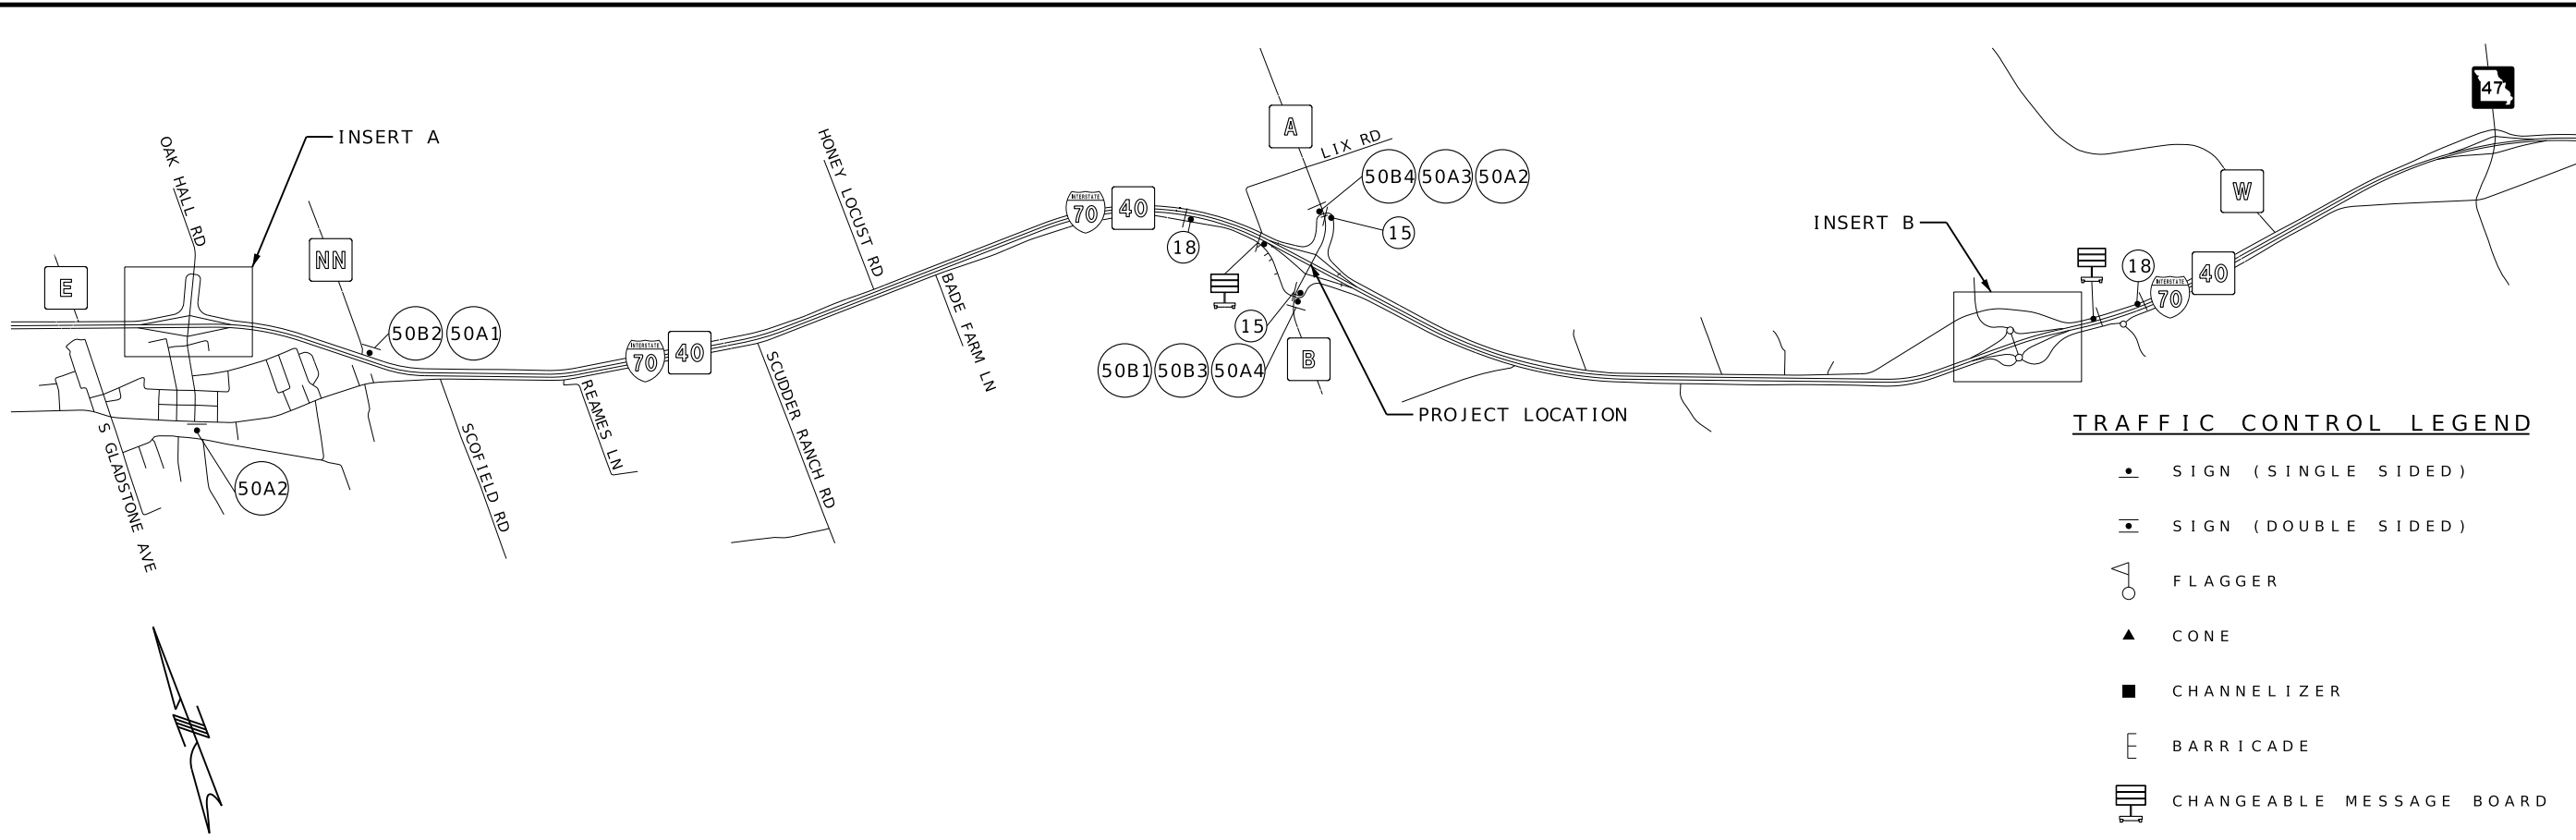 OAK HALL RD
INSERT A
E
NN
50B2 50A1
50A2
S GLADSTONE AVE
SCOFIELD RD
REAMES LN
INTERSTATE
70
40
SCUDDER RANCH RD
HONEY LOCUST RD
BADE FARM LN
INTERSTATE
70
40
18
A
LIX RD
50B4 50A3 50A2
15
15
50B1 50B3 50A4
B
PROJECT LOCATION
INSERT B
18
INTERSTATE
70
40
W
47
TRAFFIC CONTROL LEGEND
SIGN (SINGLE SIDED)
SIGN (DOUBLE SIDED)
FLAGGER
CONE
CHANNELIZER
BARRICADE
CHANGEABLE MESSAGE BOARD
N